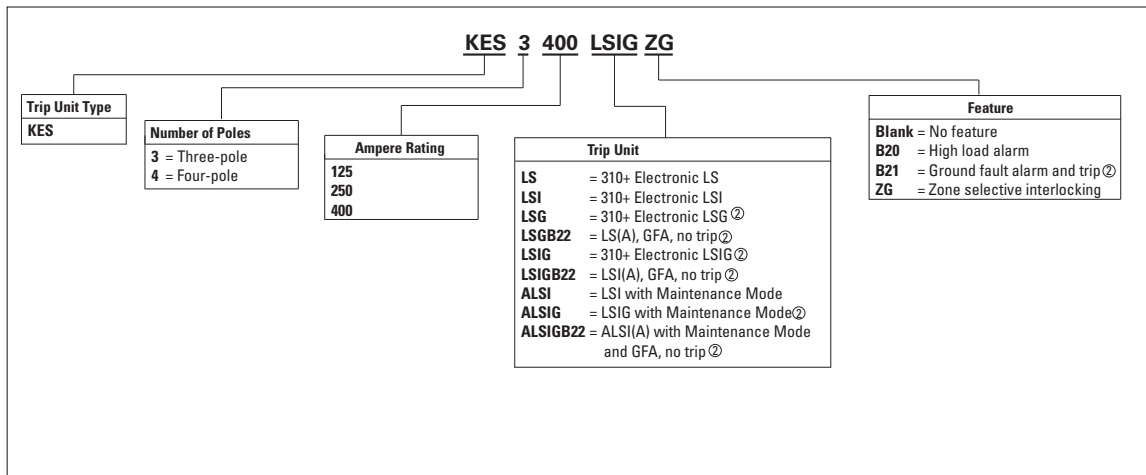 KES 3 400 LSIG ZG
Trip Unit Type
KES
Number of Poles
3 = Three-pole
4 = Four-pole
Ampere Rating
125
250
400
Trip Unit
LS = 310+ Electronic LS
LSI = 310+ Electronic LSI
LSG = 310+ Electronic LSG ②
LSGB22 = LS(A), GFA, no trip ②
LSIG = 310+ Electronic LSIG ②
LSIGB22 = LSI(A), GFA, no trip ②
ALSI = LSI with Maintenance Mode
ALSIG = LSIG with Maintenance Mode ②
ALSIGB22 = ALSI(A) with Maintenance Mode
and GFA, no trip ②
Feature
Blank = No feature
B20 = High load alarm
B21 = Ground fault alarm and trip ②
ZG = Zone selective interlocking